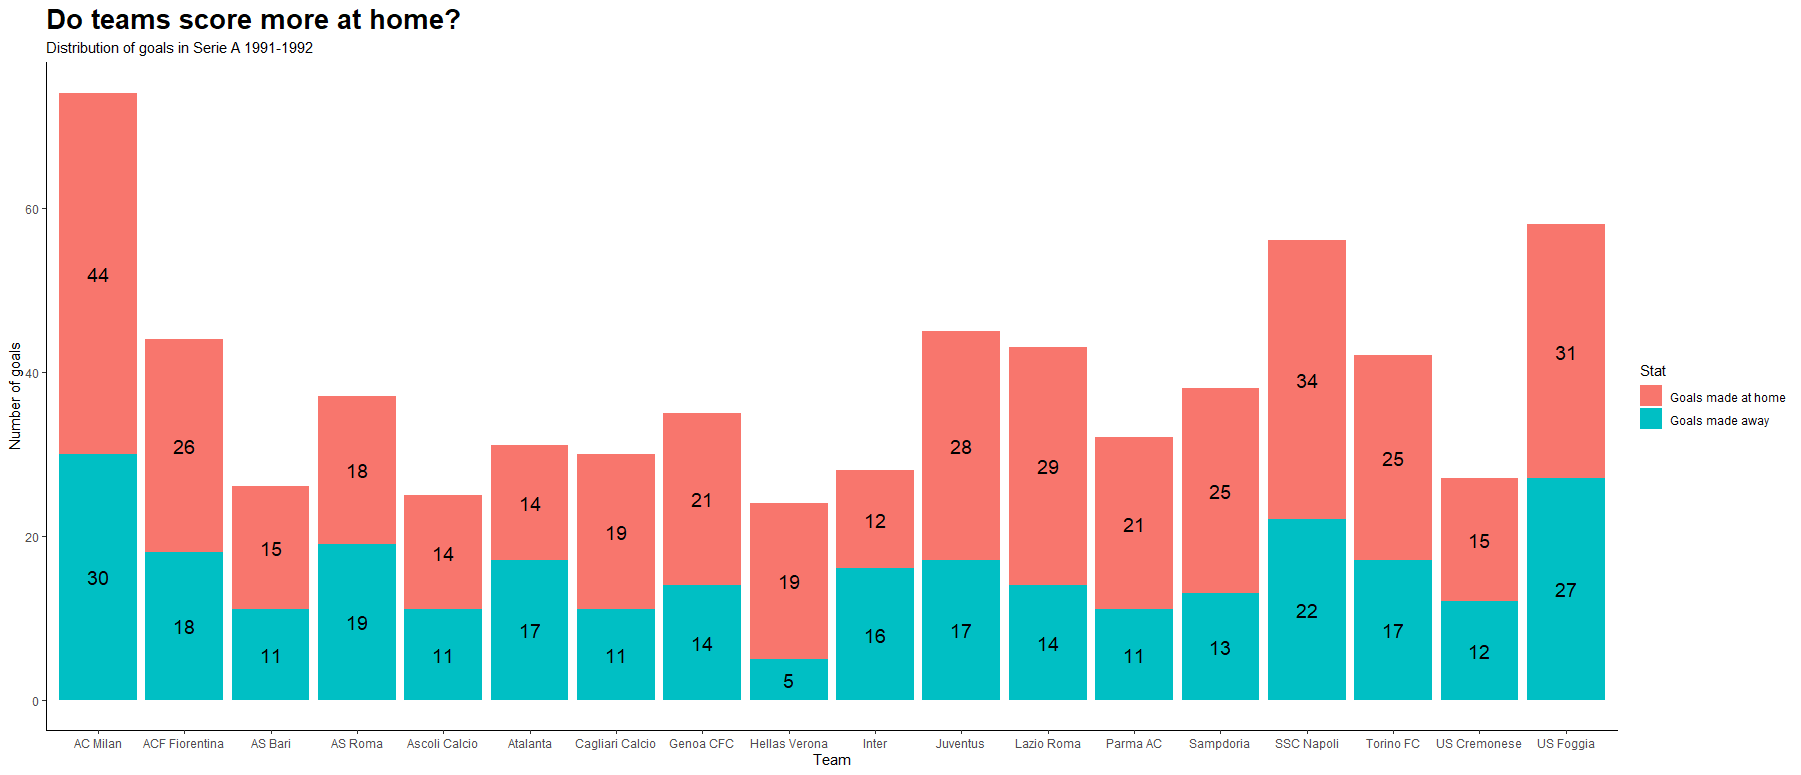 Do teams score more at home?
Distribution of goals in Serie A 1991-1992
Number of goals
60
40
20
0
44
30
26
18
15
11
18
19
14
11
14
17
19
11
21
14
19
5
12
16
28
17
29
14
21
11
25
13
34
22
25
17
15
12
31
27
AC Milan
ACF Fiorentina
AS Bari
AS Roma
Ascoli Calcio
Atalanta
Cagliari Calcio
Genoa CFC
Hellas Verona
Inter
Juventus
Lazio Roma
Parma AC
Sampdoria
SSC Napoli
Torino FC
US Cremonese
US Foggia
Team
Stat
Goals made at home
Goals made away